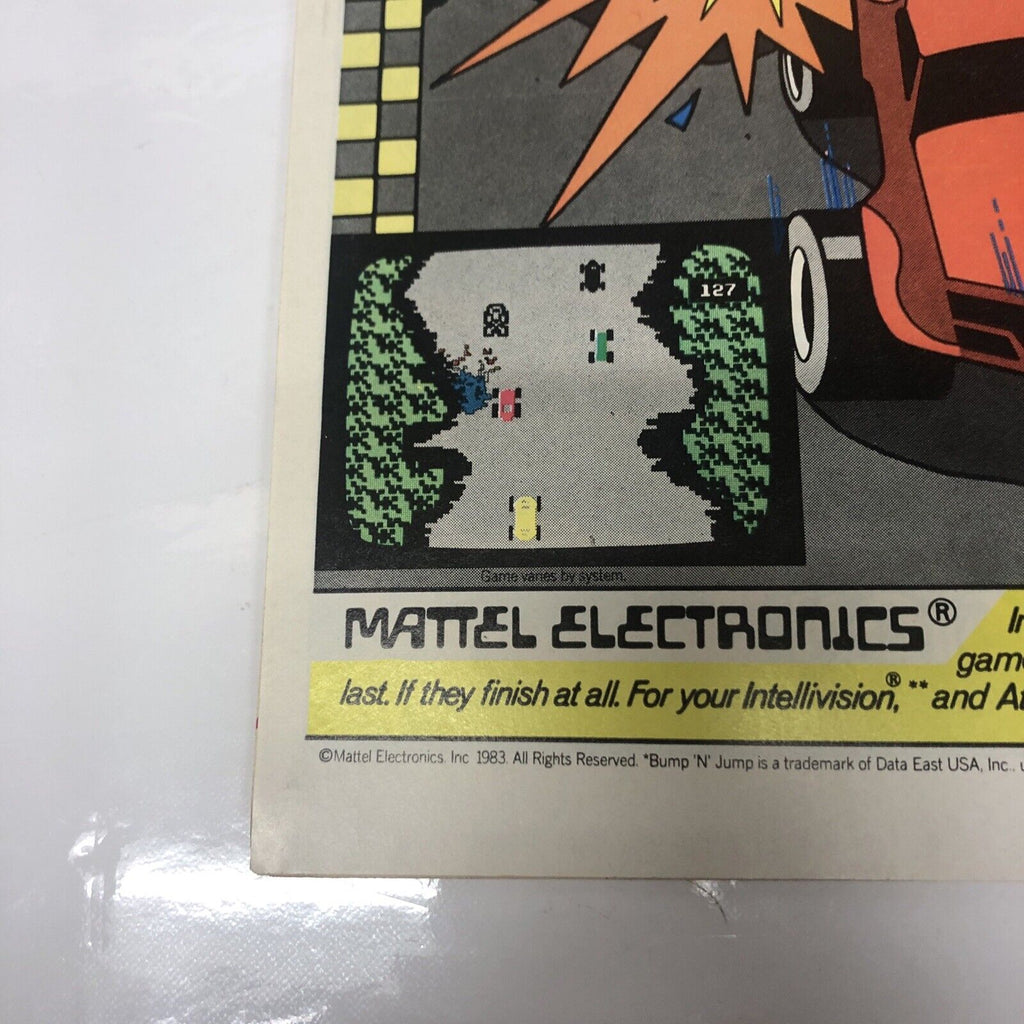 127
Game varies by system.
MATTEL ELECTRONICS®
game
last. If they finish at all. For your Intellivision,®** and
©Mattel Electronics. Inc 1983. All Rights Reserved. *Bump 'N' Jump is a trademark of Data East USA, Inc.,